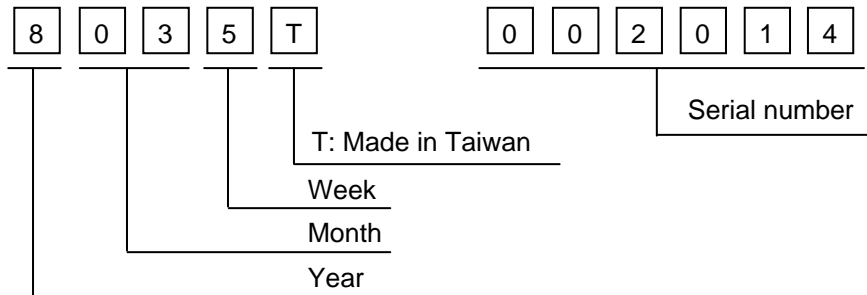 8 0 3 5 T 0 0 2 0 1 4
Serial number
T: Made in Taiwan
Week
Month
Year